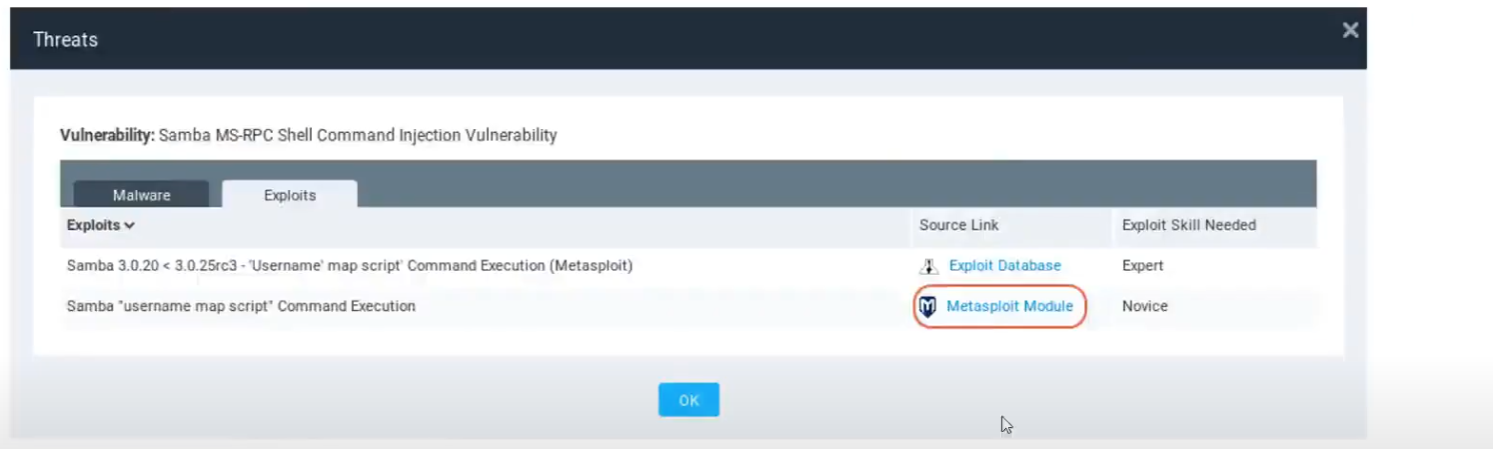 Threats
Vulnerability: Samba MS-RPC Shell Command Injection Vulnerability
Malware Exploits
Exploits Source Link Exploit Skill Needed
Samba 3.0.20 < 3.0.25rc3 - 'Username' map script' Command Execution (Metasploit) Exploit Database Expert
Samba "username map script" Command Execution Metasploit Module Novice
OK